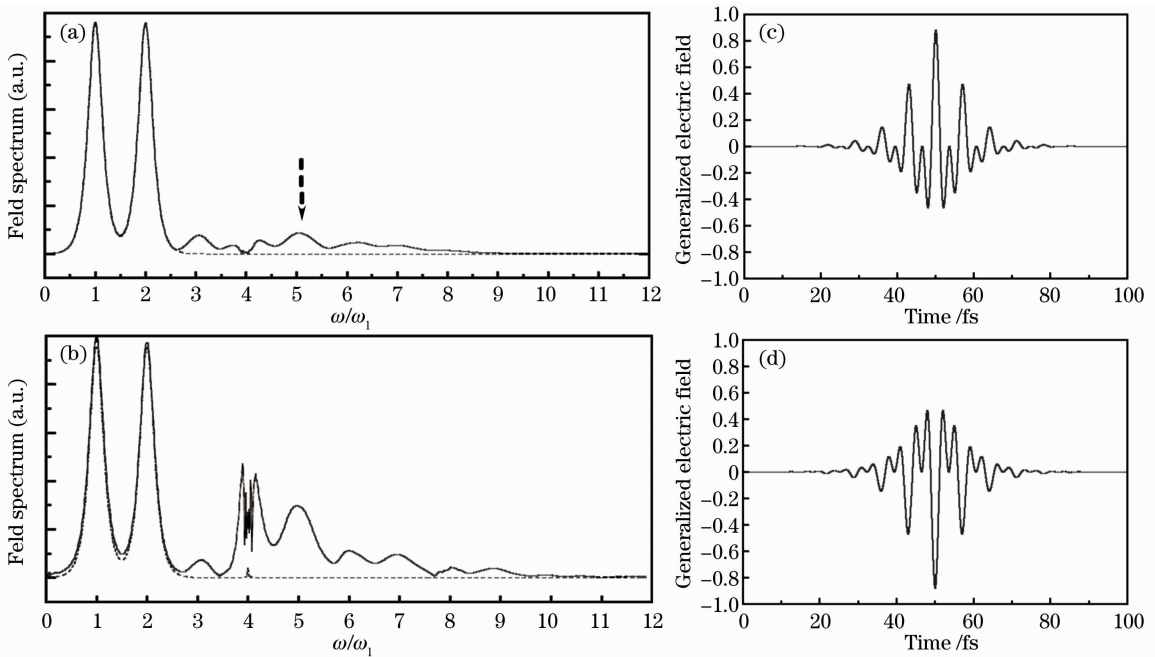 (a)
Feld spectrum (a.u.)
0 1 2 3 4 5 6 7 8 9 10 11 12
ω/ω₁
(c)
Generalized electric field
1.0
0.8
0.6
0.4
0.2
0
−0.2
−0.4
−0.6
−0.8
−1.0
0 20 40 60 80 100
Time /fs
(b)
Feld spectrum (a.u.)
0 1 2 3 4 5 6 7 8 9 10 11 12
ω/ω₁
(d)
Generalized electric field
1.0
0.8
0.6
0.4
0.2
0
−0.2
−0.4
−0.6
−0.8
−1.0
0 20 40 60 80 100
Time /fs